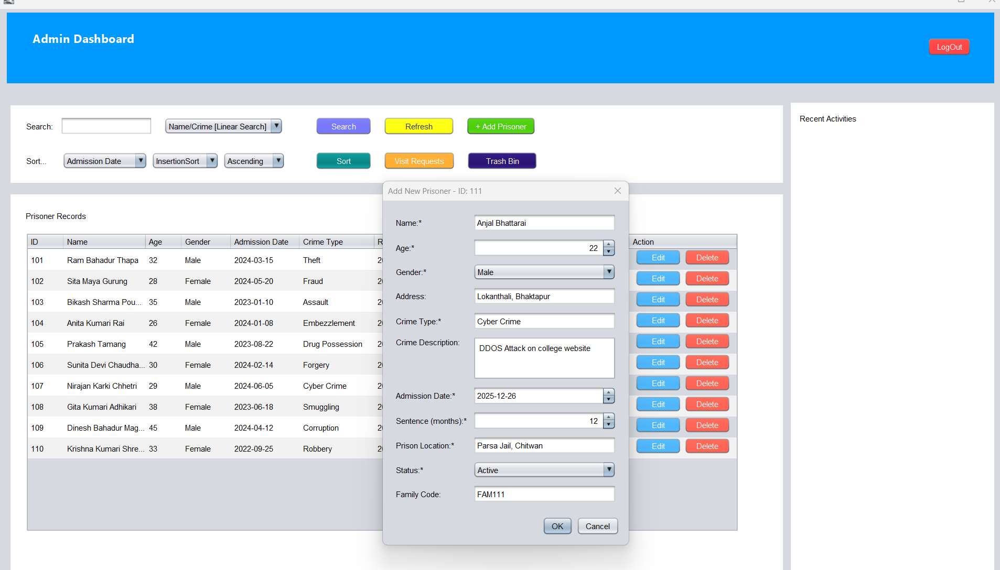 Admin Dashboard
LogOut
Search:
Name/Crime [Linear Search]
Search
Refresh
+ Add Prisoner
Recent Activities
Sort...
Admission Date
InsertionSort
Ascending
Sort
Visit Requests
Trash Bin
Prisoner Records
ID Name Age Gender Admission Date Crime Type Action
101 Ram Bahadur Thapa 32 Male 2024-03-15 Theft Edit Delete
102 Sita Maya Gurung 28 Female 2024-05-20 Fraud Edit Delete
103 Bikash Sharma Pou... 35 Male 2023-01-10 Assault Edit Delete
104 Anita Kumari Rai 26 Female 2024-01-08 Embezzlement Edit Delete
105 Prakash Tamang 42 Male 2023-08-22 Drug Possession Edit Delete
106 Sunita Devi Chaudha... 30 Female 2024-02-14 Forgery Edit Delete
107 Nirajan Karki Chhetri 29 Male 2024-06-05 Cyber Crime Edit Delete
108 Gita Kumari Adhikari 38 Female 2023-06-18 Smuggling Edit Delete
109 Dinesh Bahadur Mag... 45 Male 2024-04-12 Corruption Edit Delete
110 Krishna Kumari Shre... 33 Female 2022-09-25 Robbery Edit Delete
Add New Prisoner - ID: 111
Name:* Anjal Bhattarai
Age:* 22
Gender:* Male
Address: Lokanthali, Bhaktapur
Crime Type:* Cyber Crime
Crime Description: DDOS Attack on college website
Admission Date:* 2025-12-26
Sentence (months):* 12
Prison Location:* Parsa Jail, Chitwan
Status:* Active
Family Code: FAM111
OK
Cancel